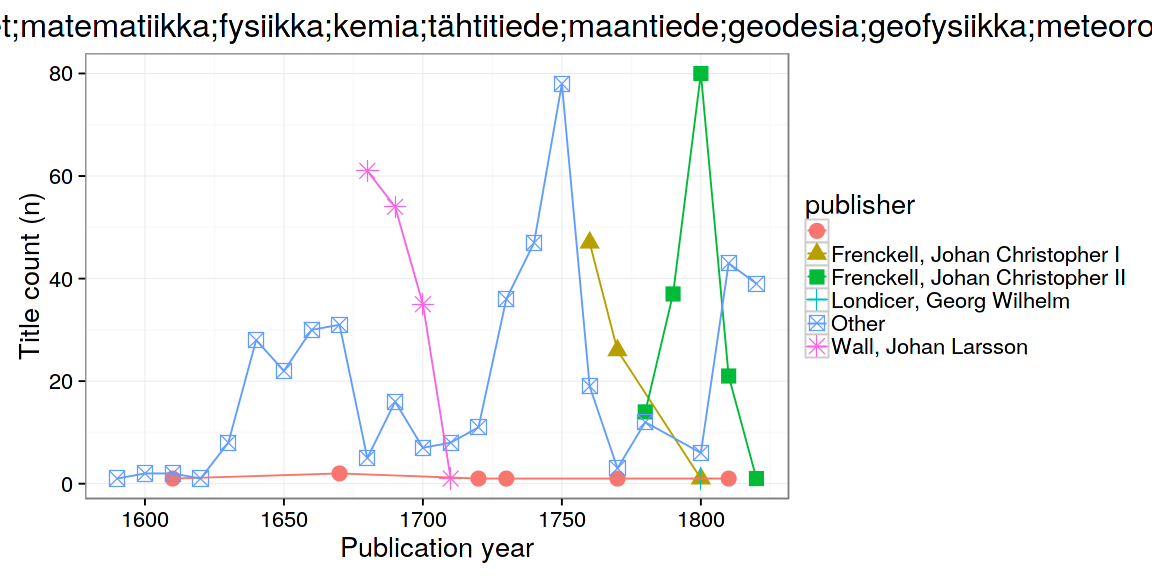 t;matematiikka;fysiikka;kemia;tähtitiede;maantiede;geodesia;geofysiikka;meteoro
80
60
40
20
0
Title count (n)
1600 1650 1700 1750 1800
Publication year
publisher
Frenckell, Johan Christopher I
Frenckell, Johan Christopher II
Londicer, Georg Wilhelm
Other
Wall, Johan Larsson